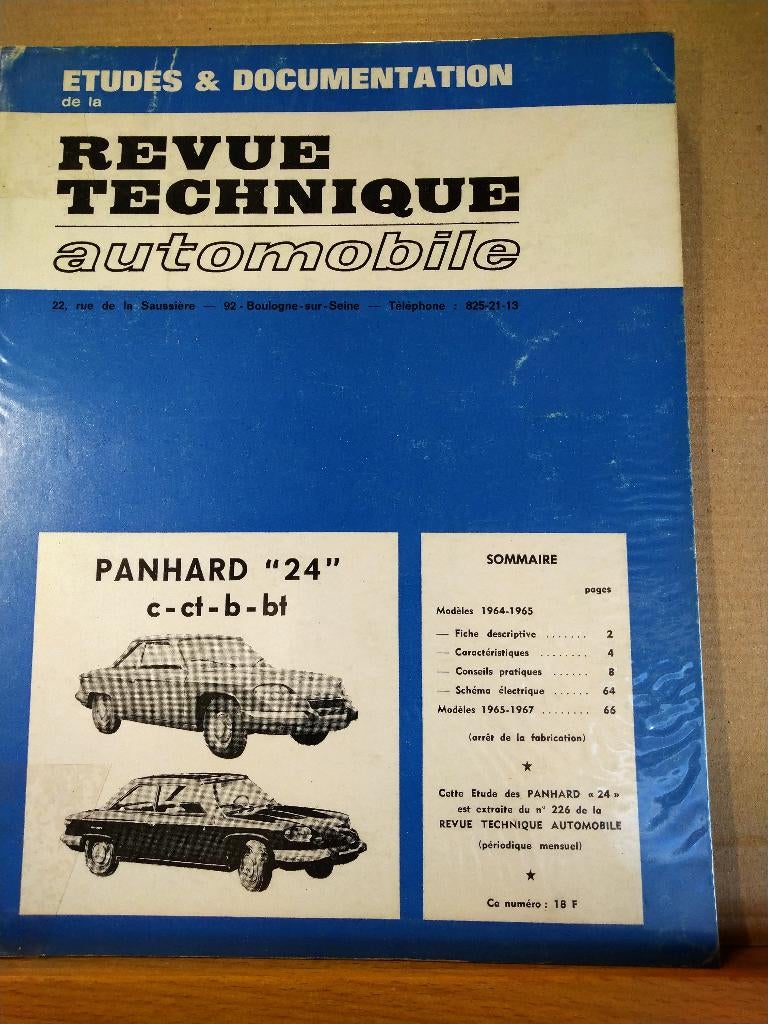 ETUDES & DOCUMENTATION
de la
REVUE
TECHNIQUE
automobile
22, rue de la Saussière — 92 - Boulogne-sur-Seine — Téléphone : 825-21-13
PANHARD "24"
c - ct - b - bt
SOMMAIRE
pages
Modèles 1964-1965
— Fiche descriptive ....... 2
— Caractéristiques ........ 4
— Conseils pratiques ...... 8
— Schéma électrique ...... 64
Modèles 1965-1967 ........ 66
(arrêt de la fabrication)
★
Cette Etude des PANHARD « 24 »
est extraite du n° 226 de la
REVUE TECHNIQUE AUTOMOBILE
(périodique mensuel)
★
Ce numéro : 18 F